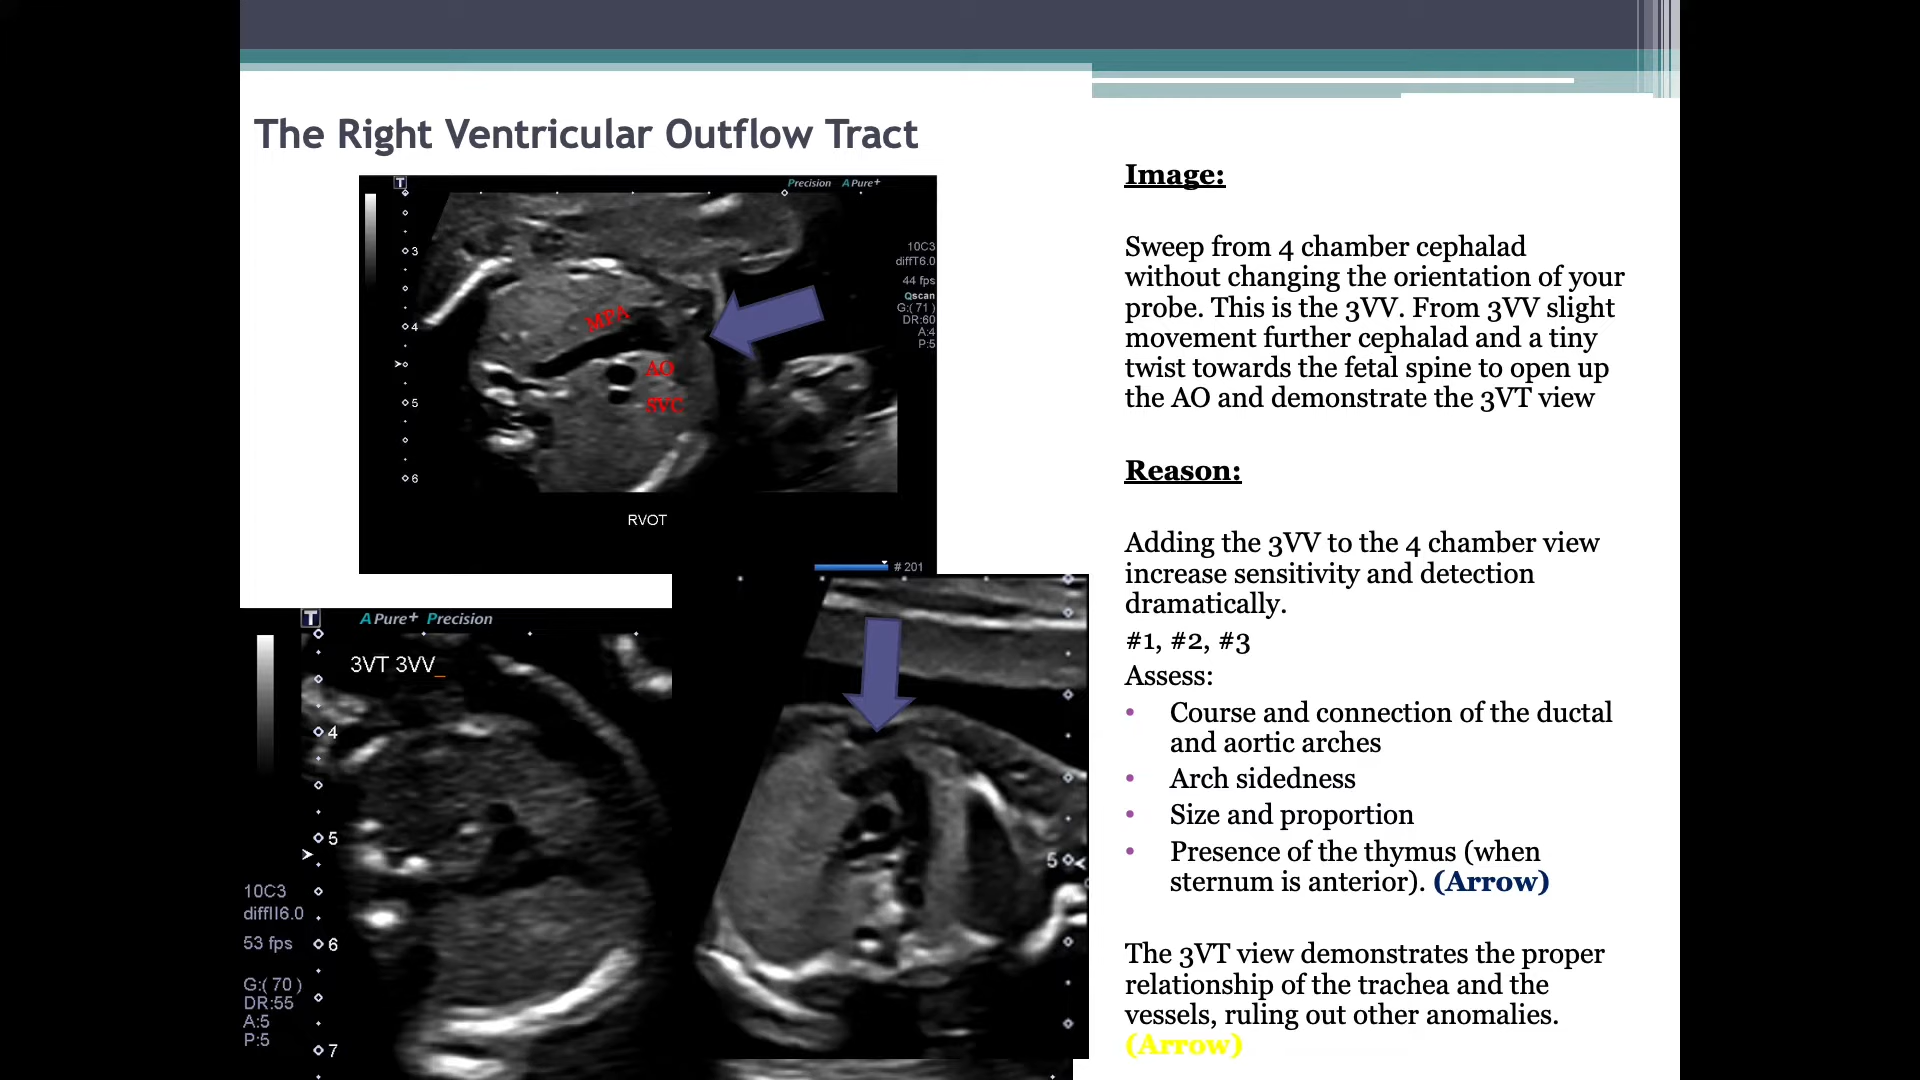 The Right Ventricular Outflow Tract
T
Precision APure+
3
4
5
6
10C3
diffT6.0
44 fps
Qscan
G:( 71 )
DR:60
A:4
P:5
MPA
AO
SVC
RVOT
# 201
T
APure+ Precision
3VT 3VV_
4
5
6
7
10C3
diffII6.0
53 fps
G:( 70 )
DR:55
A:5
P:5
5
Image:
Sweep from 4 chamber cephalad
without changing the orientation of your
probe. This is the 3VV. From 3VV slight
movement further cephalad and a tiny
twist towards the fetal spine to open up
the AO and demonstrate the 3VT view
Reason:
Adding the 3VV to the 4 chamber view
increase sensitivity and detection
dramatically.
#1, #2, #3
Assess:
• Course and connection of the ductal
and aortic arches
• Arch sidedness
• Size and proportion
• Presence of the thymus (when
sternum is anterior). (Arrow)
The 3VT view demonstrates the proper
relationship of the trachea and the
vessels, ruling out other anomalies.
(Arrow)